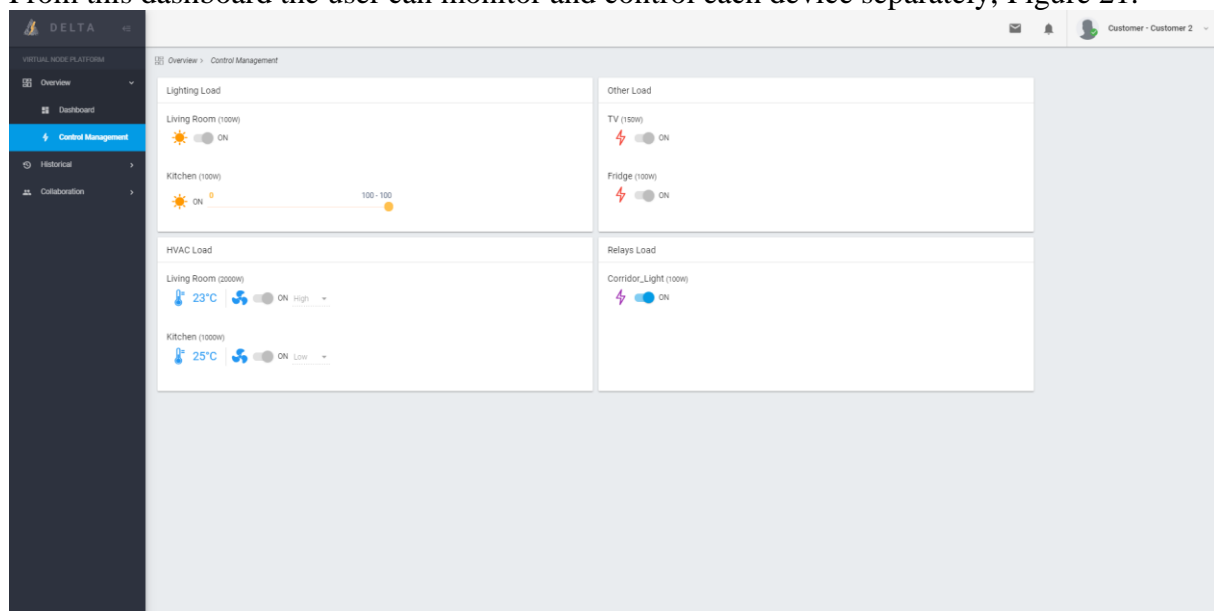 From this dashboard the user can monitor and control each device separately, Figure 21.
DELTA
Customer - Customer 2
VIRTUAL NODE PLATFORM
Overview
Dashboard
Control Management
Historical
Collaboration
Overview > Control Management
Lighting Load
Living Room (100W)
ON
Kitchen (100W)
ON 0 100 - 100
Other Load
TV (150W)
ON
Fridge (100W)
ON
HVAC Load
Living Room (2000W)
23°C ON High
Kitchen (1000W)
25°C ON Low
Relays Load
Corridor_Light (100W)
ON